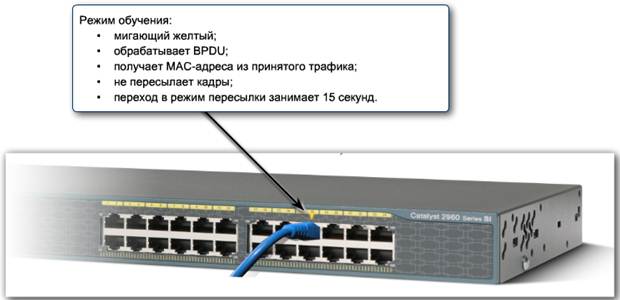 Режим обучения:
• мигающий желтый;
• обрабатывает BPDU;
• получает МАС-адреса из принятого трафика;
• не пересылает кадры;
• переход в режим пересылки занимает 15 секунд.
Catalyst 2960 Series SI